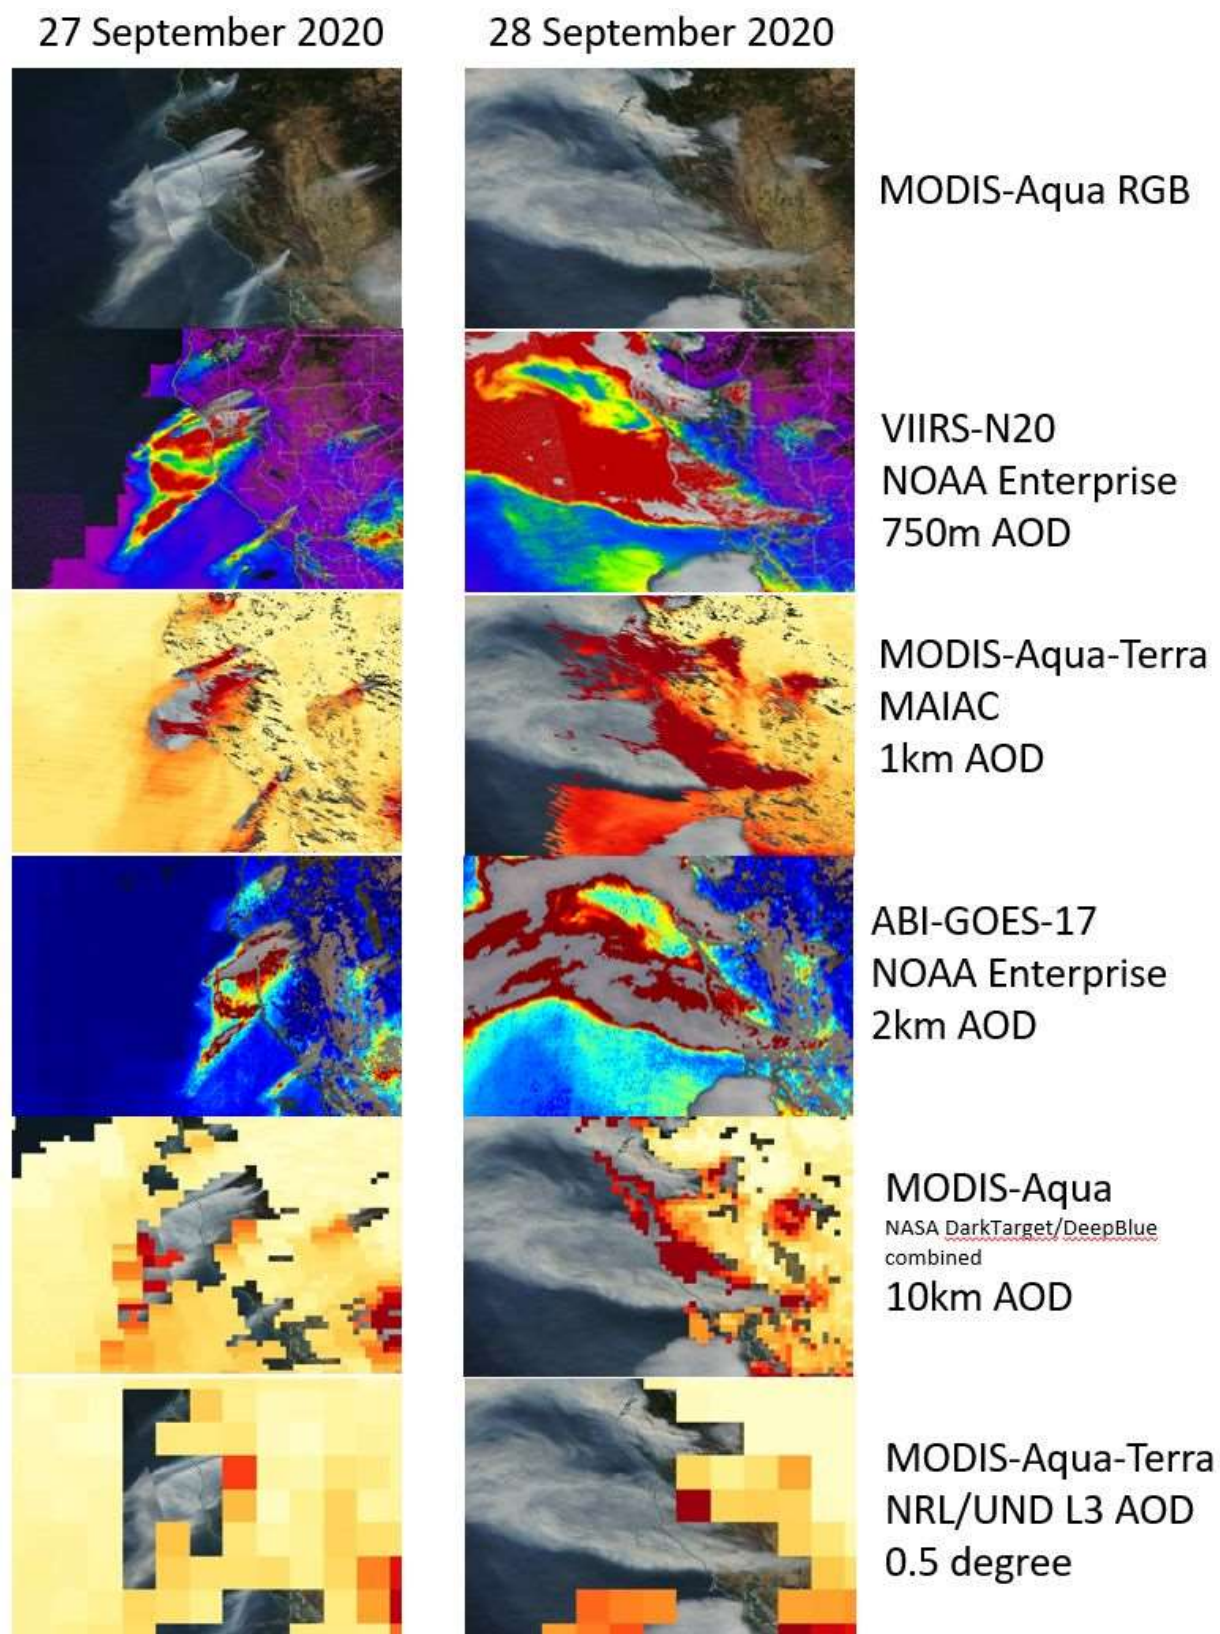 27 September 2020
28 September 2020
MODIS-Aqua RGB
VIIRS-N20
NOAA Enterprise
750m AOD
MODIS-Aqua-Terra
MAIAC
1km AOD
ABI-GOES-17
NOAA Enterprise
2km AOD
MODIS-Aqua
NASA DarkTarget/DeepBlue
combined
10km AOD
MODIS-Aqua-Terra
NRL/UND L3 AOD
0.5 degree